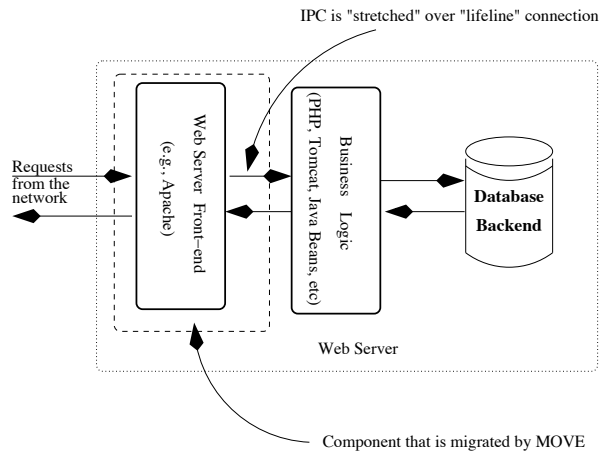 IPC is "stretched" over "lifeline" connection
Requests
from the
network
Web Server Front-end
(e.g., Apache)
Business Logic
(PHP, Tomcat, Java Beans, etc)
Database
Backend
Web Server
Component that is migrated by MOVE